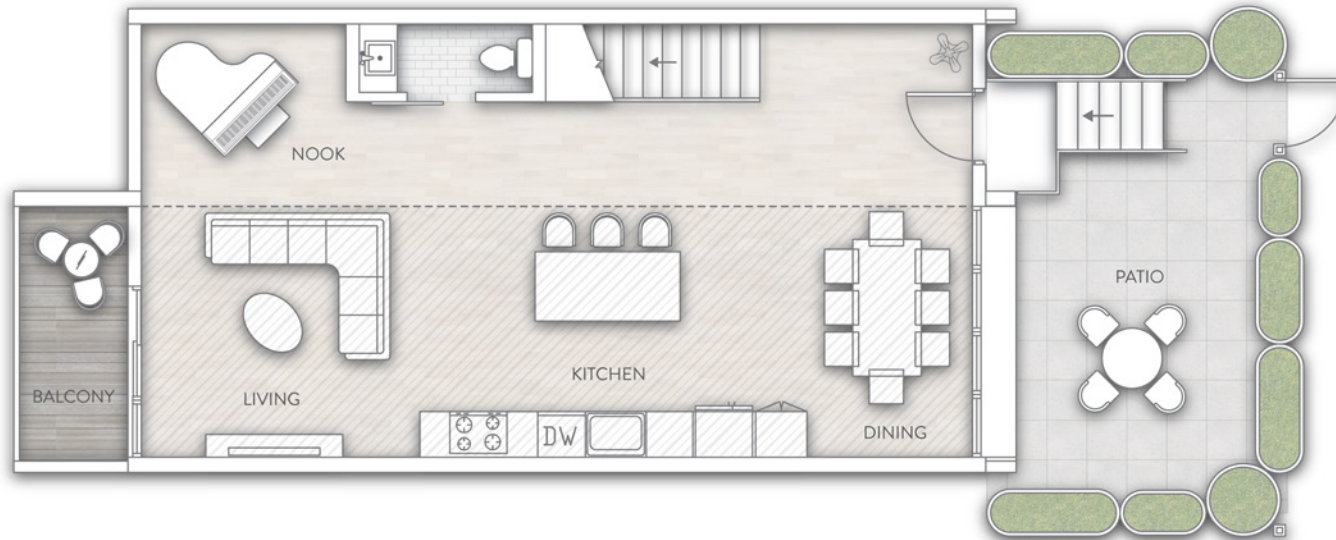 NOOK
PATIO
KITCHEN
BALCONY
LIVING
DINING
DW